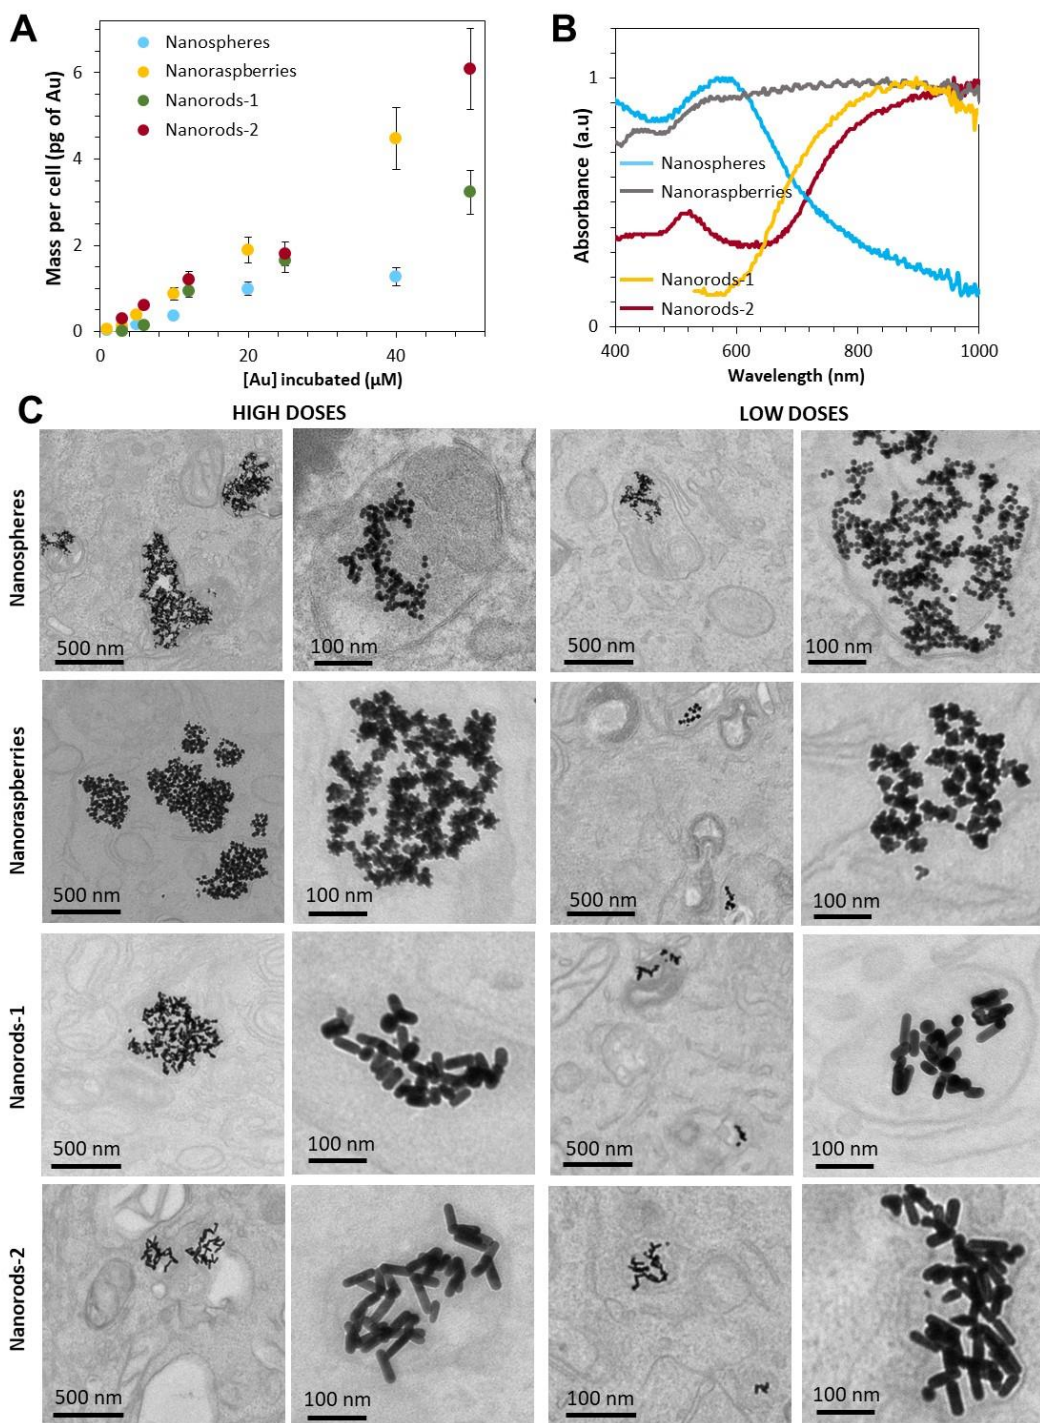 A
Mass per cell (pg of Au)
Nanospheres
Nanoraspberries
Nanorods-1
Nanorods-2
6
4
2
0
0
20
40
[Au] incubated (µM)
B
Absorbance (a.u)
1
0
Nanospheres
Nanoraspberries
Nanorods-1
Nanorods-2
400
600
800
1000
Wavelength (nm)
C
HIGH DOSES
LOW DOSES
Nanospheres
500 nm
100 nm
500 nm
100 nm
Nanoraspberries
500 nm
100 nm
500 nm
100 nm
Nanorods-1
500 nm
100 nm
500 nm
100 nm
Nanorods-2
500 nm
100 nm
100 nm
100 nm